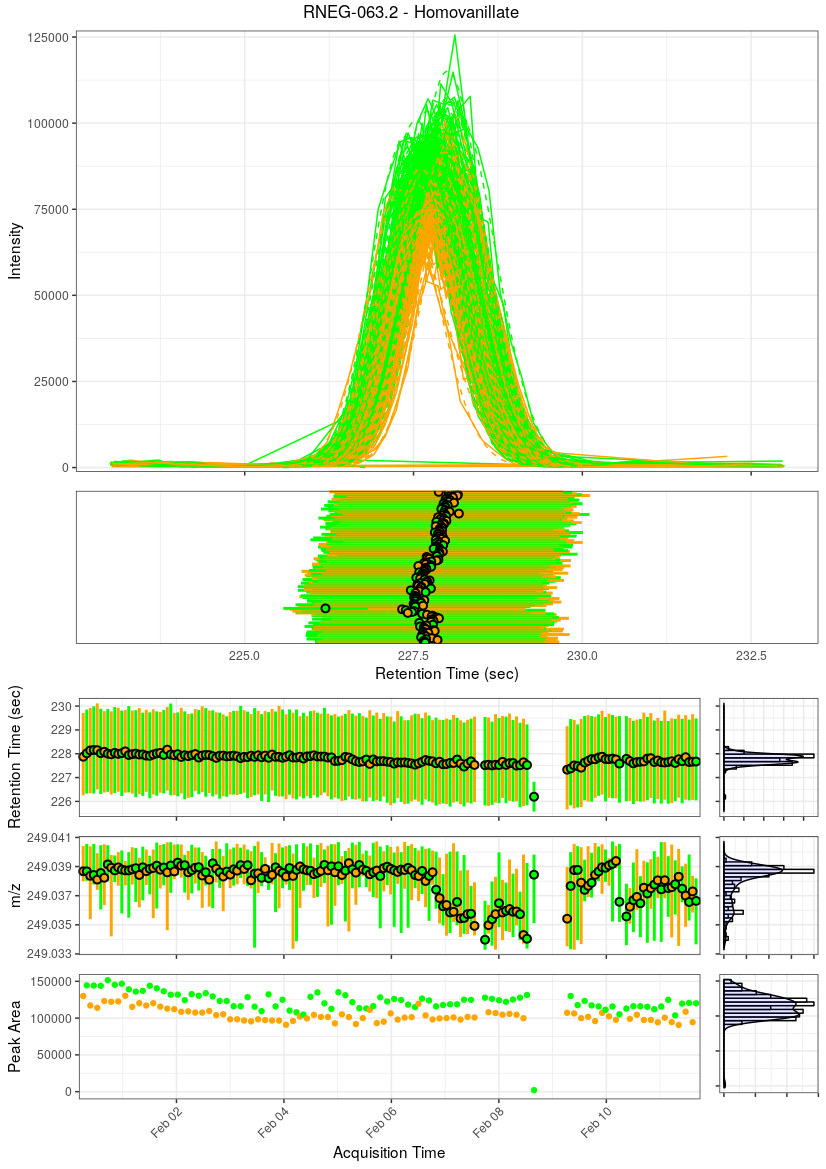 RNEG-063.2 - Homovanillate
125000
100000
75000
50000
25000
0
Intensity
225.0 227.5 230.0 232.5
Retention Time (sec)
230
229
228
227
226
Retention Time (sec)
249.041
249.039
249.037
249.035
249.033
m/z
150000
100000
50000
0
Peak Area
Feb 02 Feb 04 Feb 06 Feb 08 Feb 10
Acquisition Time